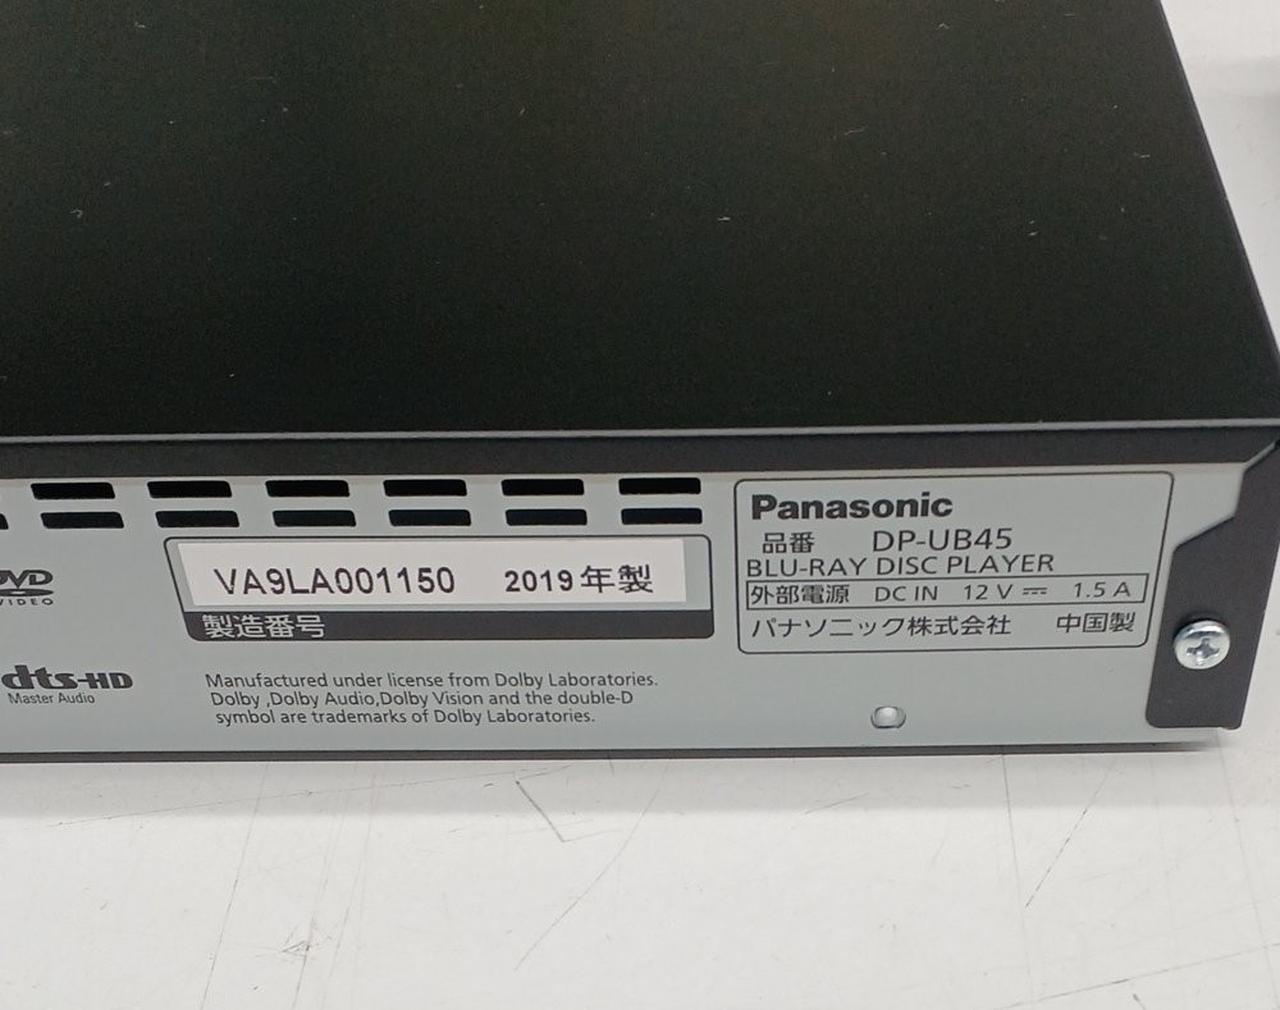 DVD
VIDEO
dts-HD
Master Audio
VA9LA001150 2019年製
製造番号
Manufactured under license from Dolby Laboratories.
Dolby ,Dolby Audio,Dolby Vision and the double-D
symbol are trademarks of Dolby Laboratories.
Panasonic
品番 DP-UB45
BLU-RAY DISC PLAYER
外部電源 DC IN 12 V ⎓ 1.5 A
パナソニック株式会社 中国製